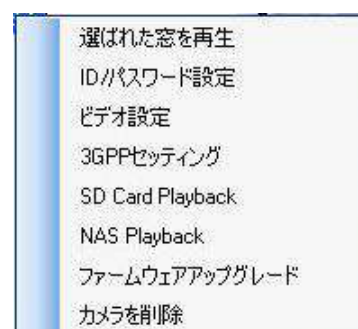 選ばれた窓を再生
ID/パスワード設定
ビデオ設定
3GPPセッティング
SD Card Playback
NAS Playback
ファームウェアアップグレード
カメラを削除